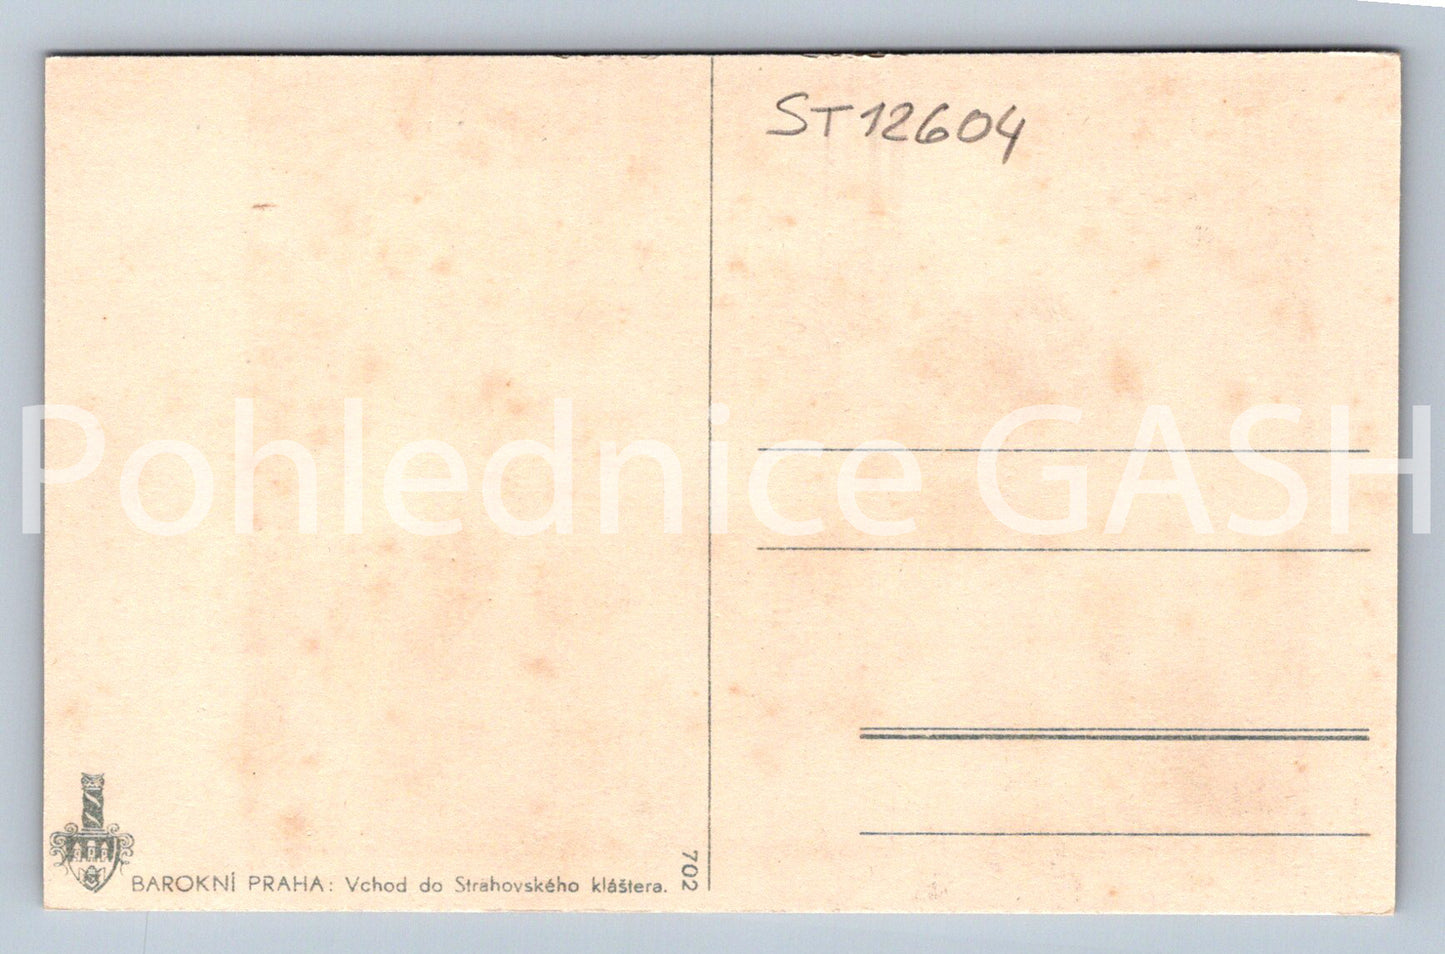 ST12604
Pohlednice GASH
702
BAROKNÍ PRAHA: Vchod do Strahovského kláštera.